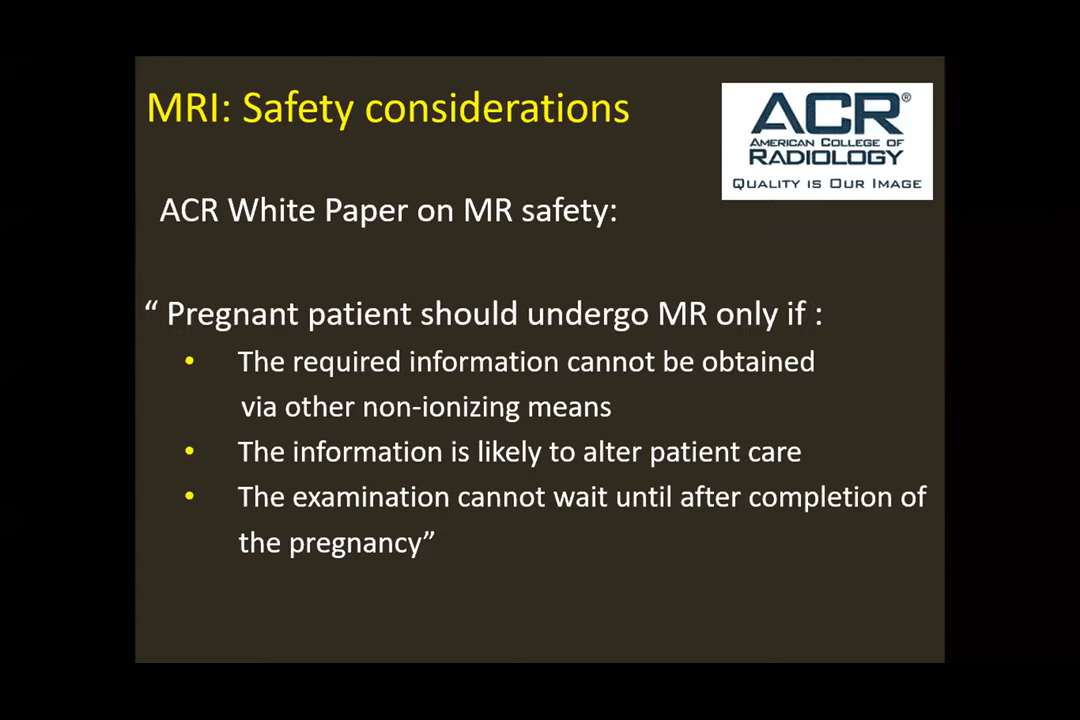 MRI: Safety considerations
ACR®
AMERICAN COLLEGE OF
RADIOLOGY
QUALITY IS OUR IMAGE
ACR White Paper on MR safety:
“ Pregnant patient should undergo MR only if :
• The required information cannot be obtained
via other non-ionizing means
• The information is likely to alter patient care
• The examination cannot wait until after completion of
the pregnancy”